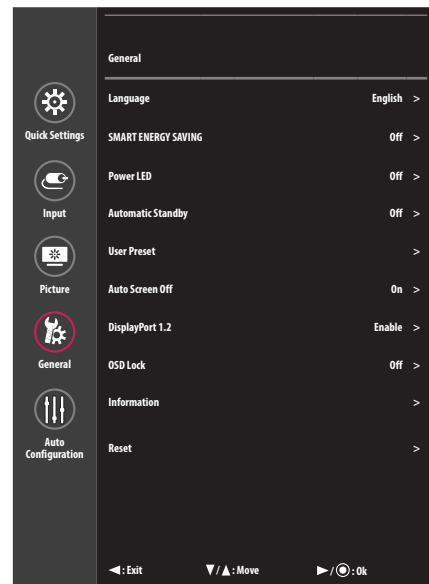 General
Language English >
SMART ENERGY SAVING Off >
Power LED Off >
Automatic Standby Off >
User Preset >
Auto Screen Off On >
DisplayPort 1.2 Enable >
OSD Lock Off >
Information >
Reset >
Quick Settings
Input
Picture
General
Auto
Configuration
◄ : Exit ▼ / ▲ : Move ► / ◉ : Ok